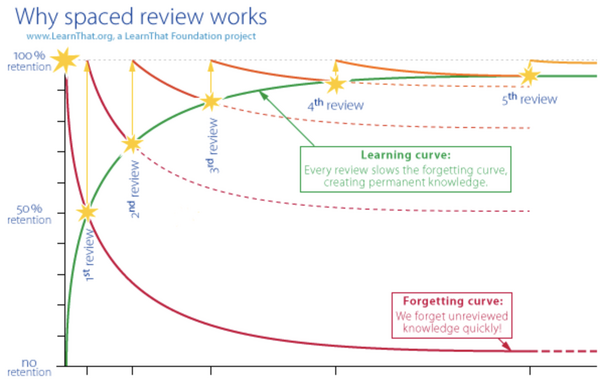 Why spaced review works
www.LearnThat.org, a LearnThat Foundation project
100 %
retention
50 %
retention
no
retention
1st review
2nd review
3rd review
4th review
5th review
Learning curve:
Every review slows the forgetting curve,
creating permanent knowledge.
Forgetting curve:
We forget unreviewed
knowledge quickly!